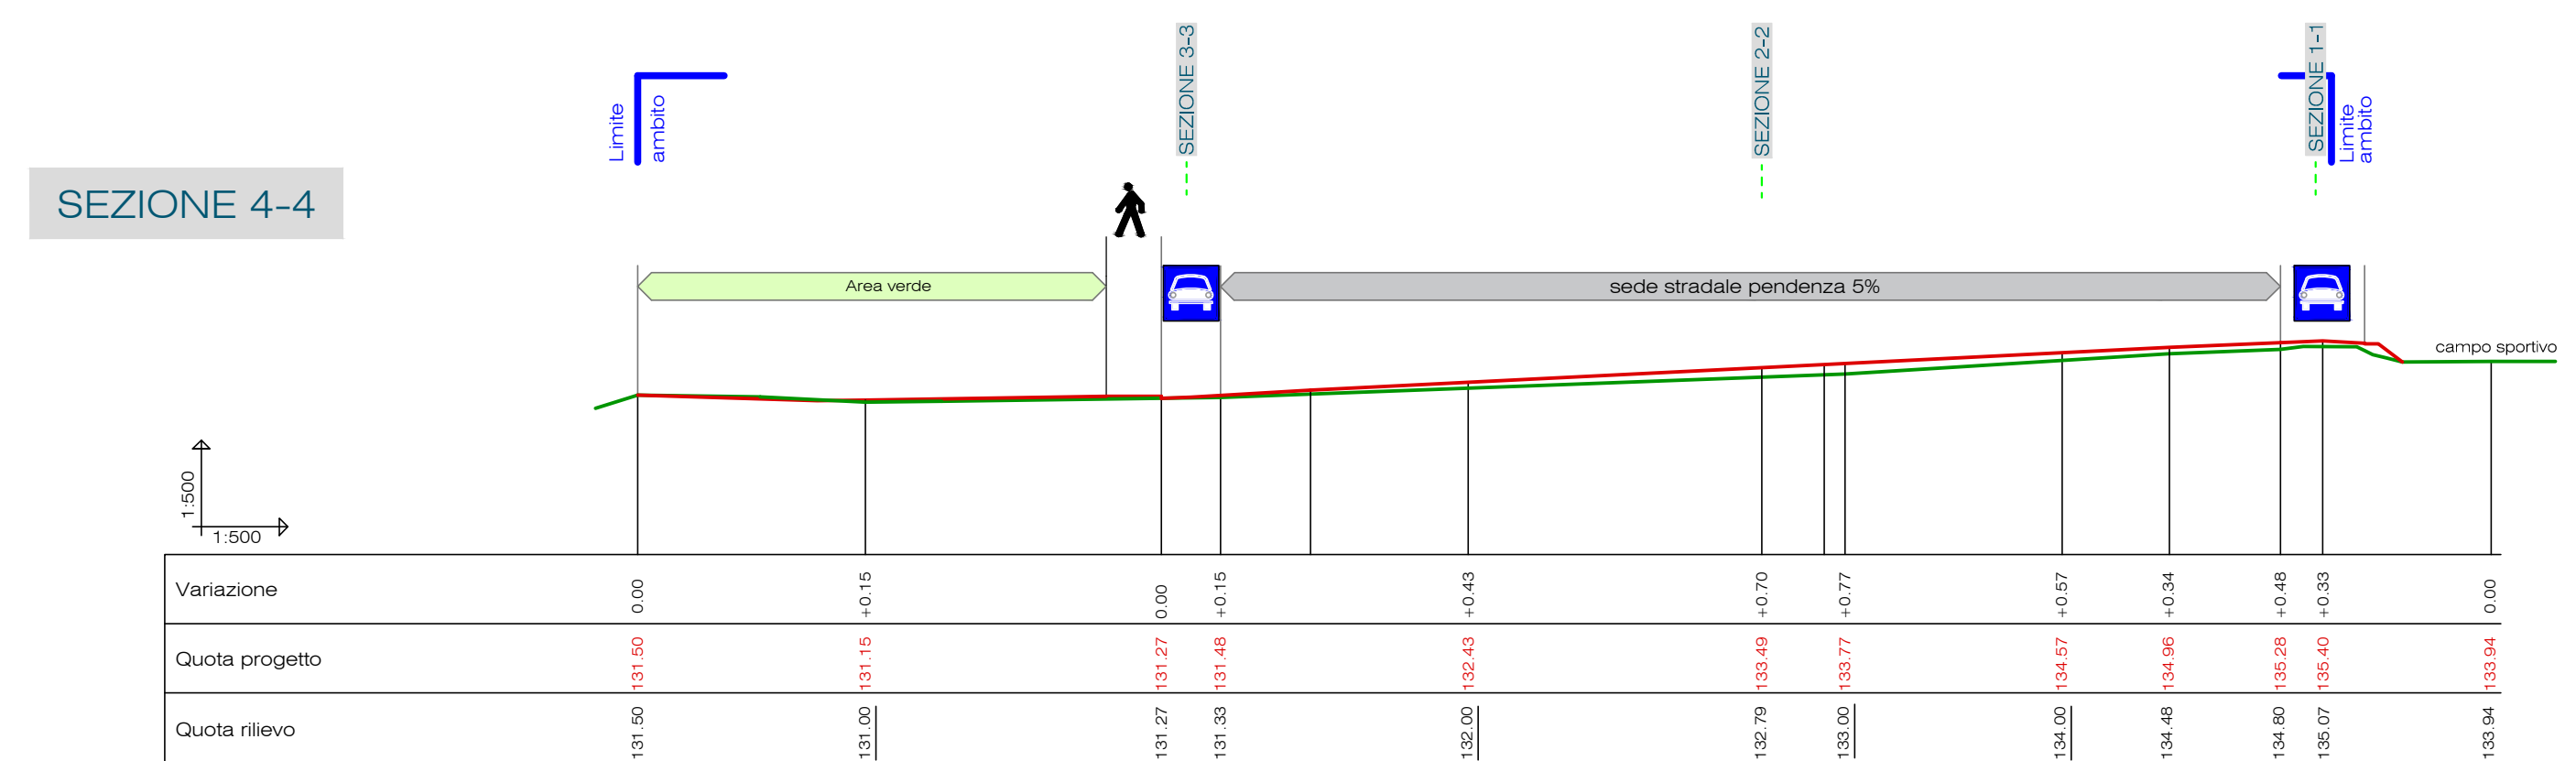 SEZIONE 3-3
SEZIONE 2-2
SEZIONE 1-1
Limite
ambito
Limite
ambito
SEZIONE 4-4
Area verde
sede stradale pendenza 5%
campo sportivo
1:500
1:500
Variazione 0.00 +0.15 0.00 +0.15 +0.43 +0.70 +0.77 +0.57 +0.34 +0.48 +0.33 0.00
Quota progetto 131.50 131.15 131.27 131.48 132.43 133.49 133.77 134.57 134.96 135.28 135.40 133.94
Quota rilievo 131.50 131.00 131.27 131.33 132.00 132.79 133.00 134.00 134.48 134.80 135.07 133.94